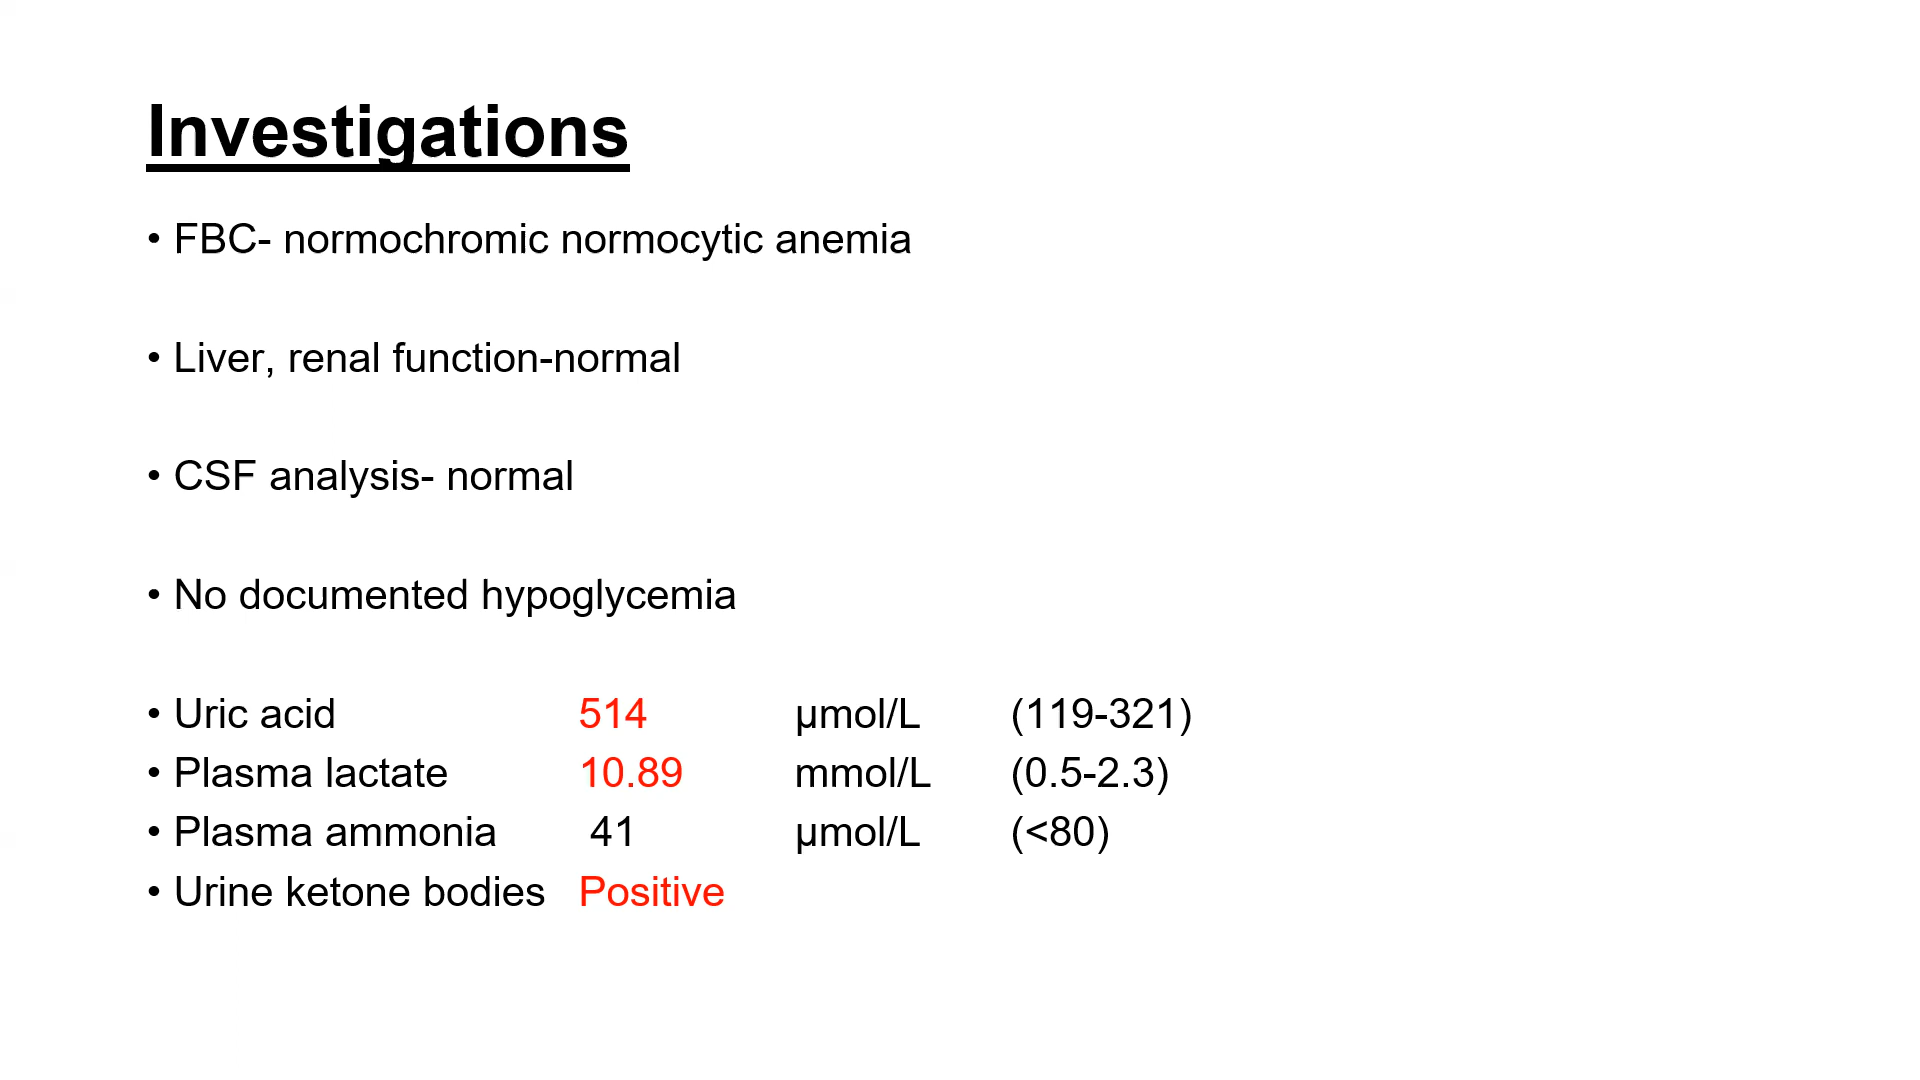 Investigations
• FBC- normochromic normocytic anemia
• Liver, renal function-normal
• CSF analysis- normal
• No documented hypoglycemia
• Uric acid 514 µmol/L (119-321)
• Plasma lactate 10.89 mmol/L (0.5-2.3)
• Plasma ammonia 41 µmol/L (<80)
• Urine ketone bodies Positive